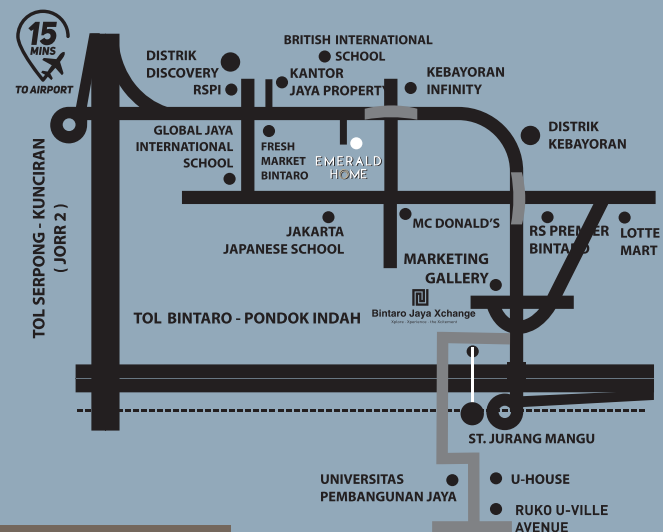 15
MINS
TO AIRPORT
BRITISH INTERNATIONAL
SCHOOL
DISTRIK
DISCOVERY
RSPI
KANTOR
JAYA PROPERTY
KEBAYORAN
INFINITY
GLOBAL JAYA
INTERNATIONAL
SCHOOL
FRESH
MARKET
BINTARO
EMERALD
HOME
DISTRIK
KEBAYORAN
TOL SERPONG - KUNCIRAN
( JORR 2 )
JAKARTA
JAPANESE SCHOOL
MC DONALD'S
RS PREMIER
BINTARO
LOTTE
MART
MARKETING
GALLERY
Bintaro Jaya Xchange
TOL BINTARO - PONDOK INDAH
ST. JURANG MANGU
UNIVERSITAS
PEMBANGUNAN JAYA
U-HOUSE
RUKO U-VILLE
AVENUE